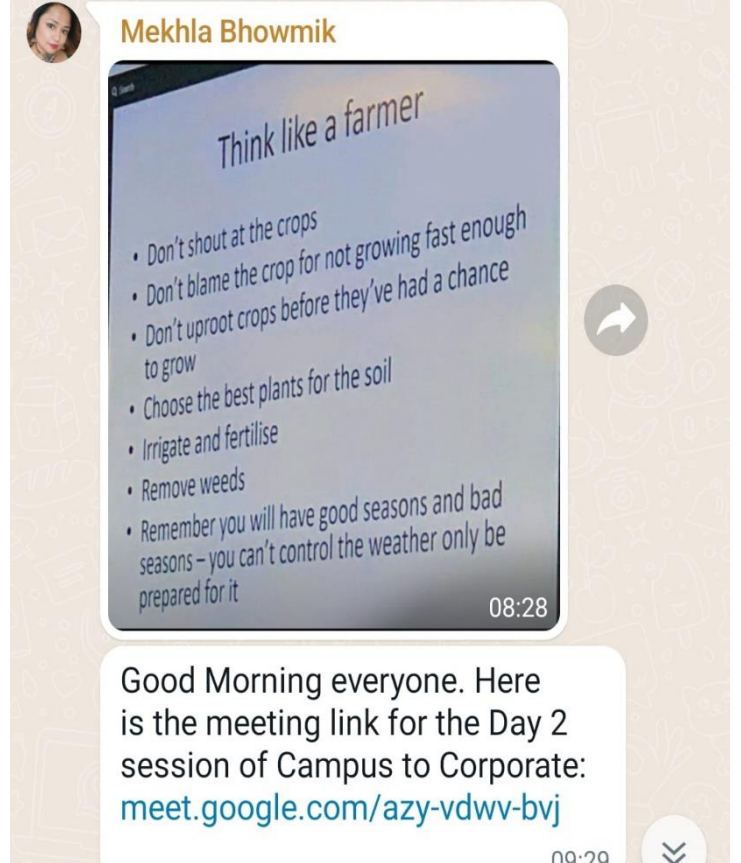 Mekhla Bhowmik
Search
Think like a farmer
• Don't shout at the crops
• Don't blame the crop for not growing fast enough
• Don't uproot crops before they've had a chance
to grow
• Choose the best plants for the soil
• Irrigate and fertilise
• Remove weeds
• Remember you will have good seasons and bad
seasons – you can't control the weather only be
prepared for it
08:28
Good Morning everyone. Here
is the meeting link for the Day 2
session of Campus to Corporate:
meet.google.com/azy-vdwv-bvj
09:29